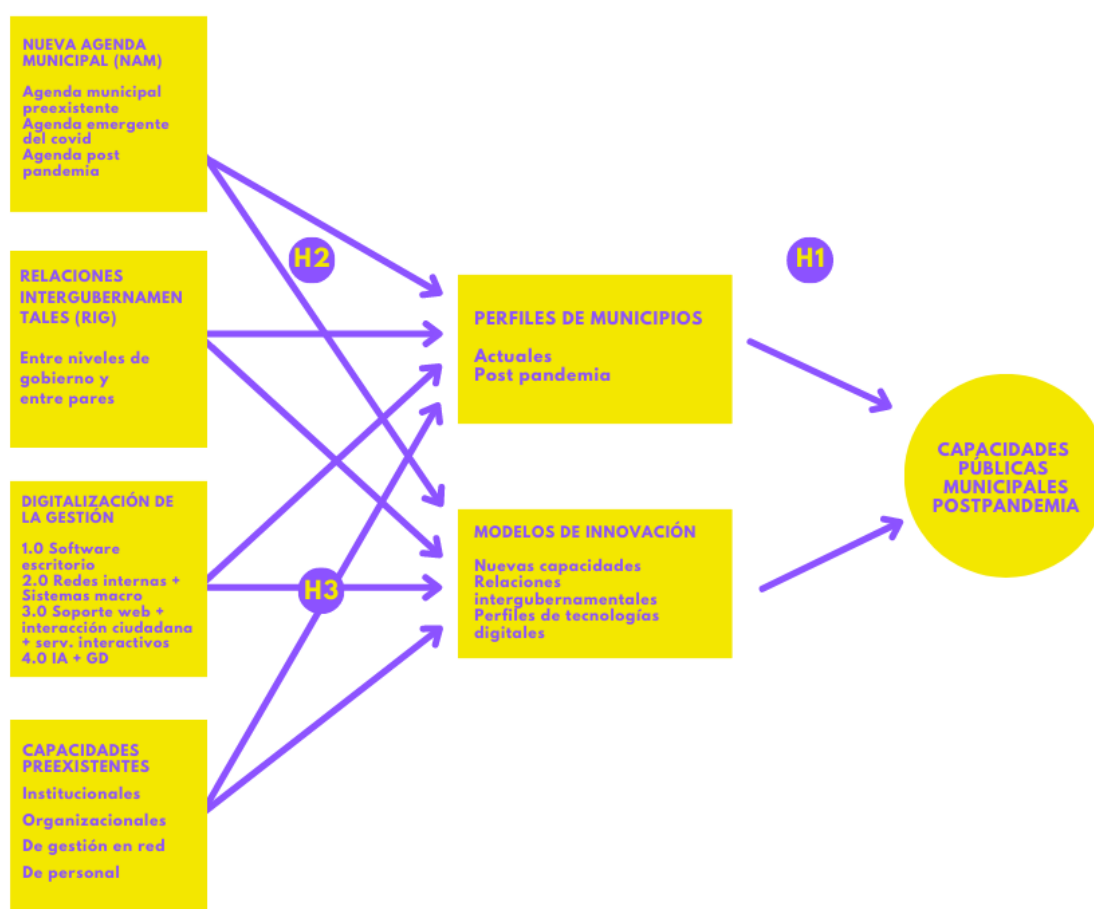 NUEVA AGENDA
MUNICIPAL (NAM)
Agenda municipal
preexistente
Agenda emergente
del covid
Agenda post
pandemia
RELACIONES
INTERGUBERNAMEN
TALES (RIG)
Entre niveles de
gobierno y
entre pares
DIGITALIZACIÓN DE
LA GESTIÓN
1.0 Software
escritorio
2.0 Redes internas +
Sistemas macro
3.0 Soporte web +
interacción ciudadana
+ serv. interactivos
4.0 IA + GD
CAPACIDADES
PREEXISTENTES
Institucionales
Organizacionales
De gestión en red
De personal
H2
H3
PERFILES DE MUNICIPIOS
Actuales
Post pandemia
MODELOS DE INNOVACIÓN
Nuevas capacidades
Relaciones
intergubernamentales
Perfiles de tecnologías
digitales
H1
CAPACIDADES
PÚBLICAS
MUNICIPALES
POSTPANDEMIA